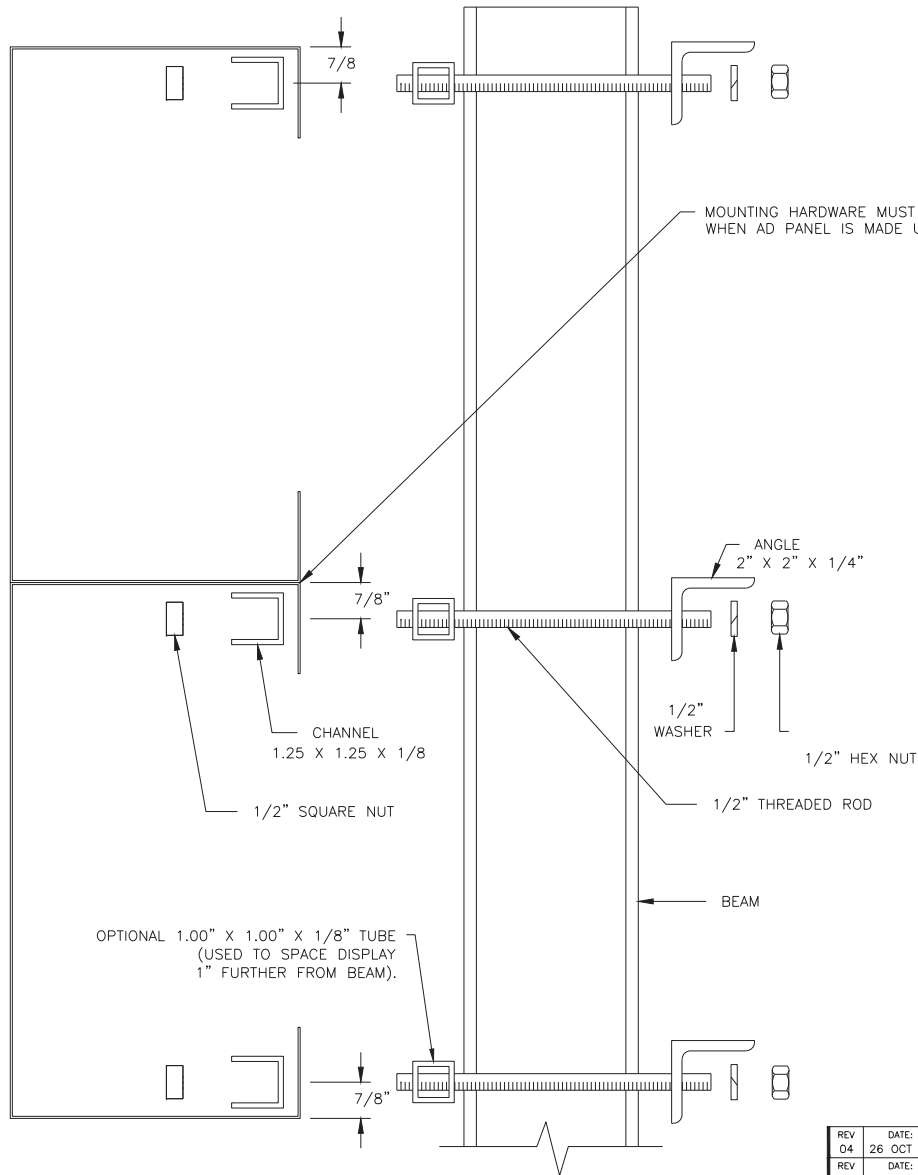 7/8
MOUNTING HARDWARE MUST
WHEN AD PANEL IS MADE
ANGLE
2" X 2" X 1/4"
7/8"
CHANNEL
1.25 X 1.25 X 1/8
1/2"
WASHER
1/2" HEX NUT
1/2" SQUARE NUT
1/2" THREADED ROD
BEAM
OPTIONAL 1.00" X 1.00" X 1/8" TUBE
(USED TO SPACE DISPLAY
1" FURTHER FROM BEAM).
7/8"
REV DATE:
04 26 OCT
REV DATE: